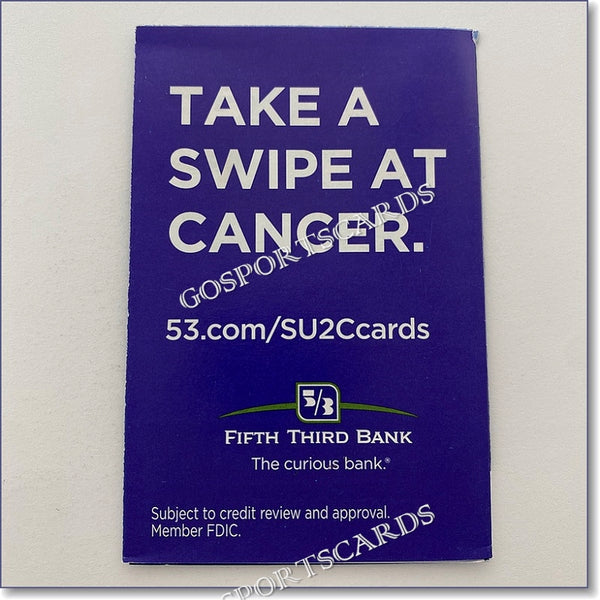 TAKE A
SWIPE AT
CANCER.
GOSPORTSCARDS
53.com/SU2Ccards
5/3
FIFTH THIRD BANK
The curious bank.®
Subject to credit review and approval.
Member FDIC.
GOSPORTSCARDS